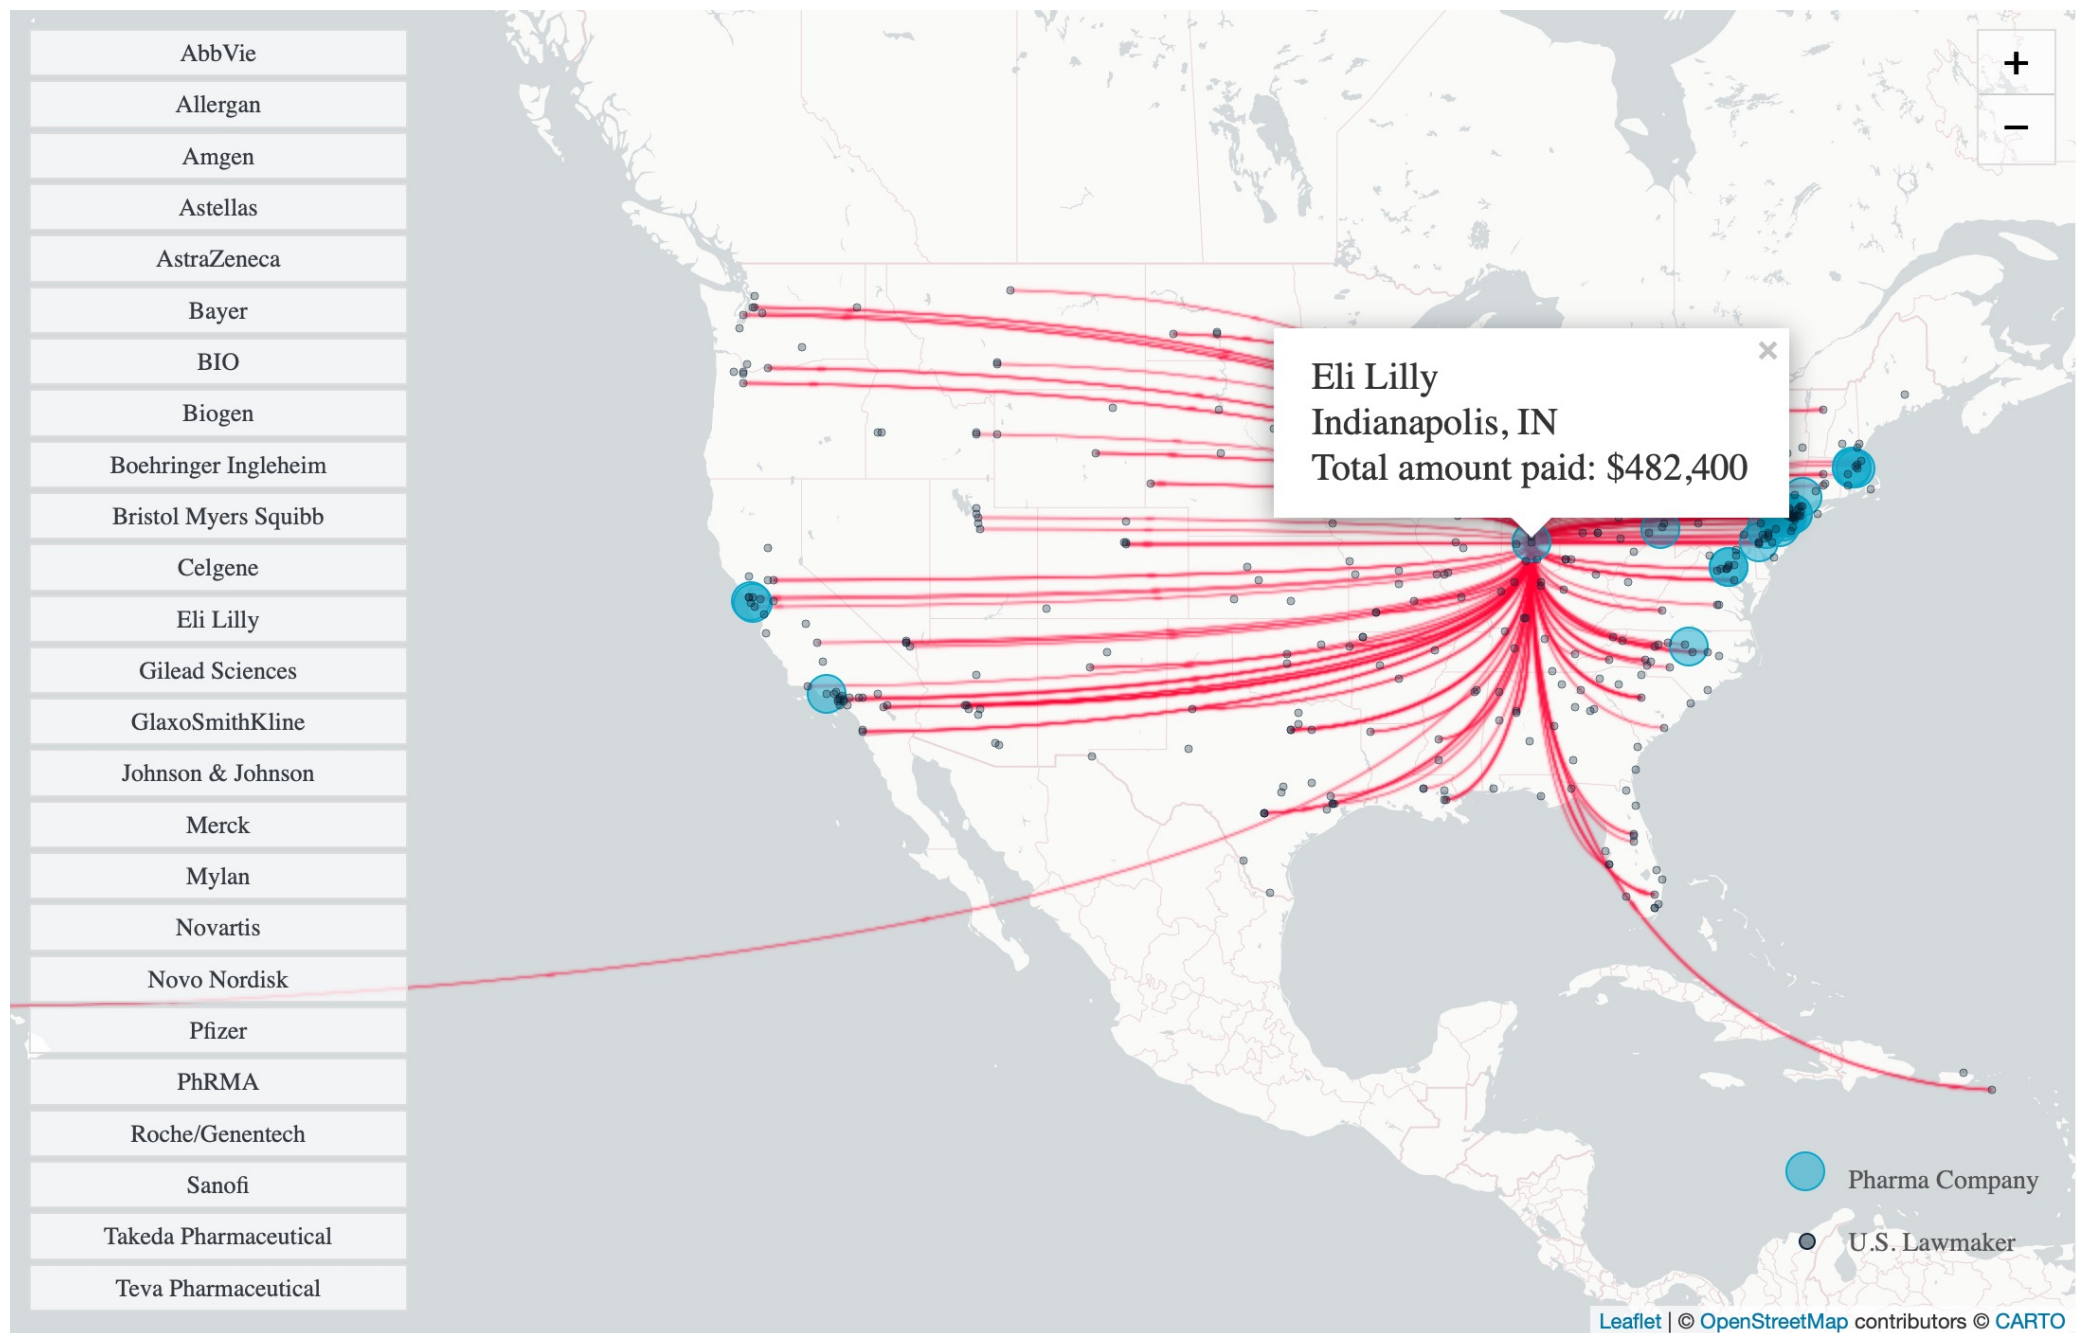 AbbVie
Allergan
Amgen
Astellas
AstraZeneca
Bayer
BIO
Biogen
Boehringer Ingleheim
Bristol Myers Squibb
Celgene
Eli Lilly
Gilead Sciences
GlaxoSmithKline
Johnson & Johnson
Merck
Mylan
Novartis
Novo Nordisk
Pfizer
PhRMA
Roche/Genentech
Sanofi
Takeda Pharmaceutical
Teva Pharmaceutical
+
−
×
Eli Lilly
Indianapolis, IN
Total amount paid: $482,400
Pharma Company
U.S. Lawmaker
Leaflet | © OpenStreetMap contributors © CARTO